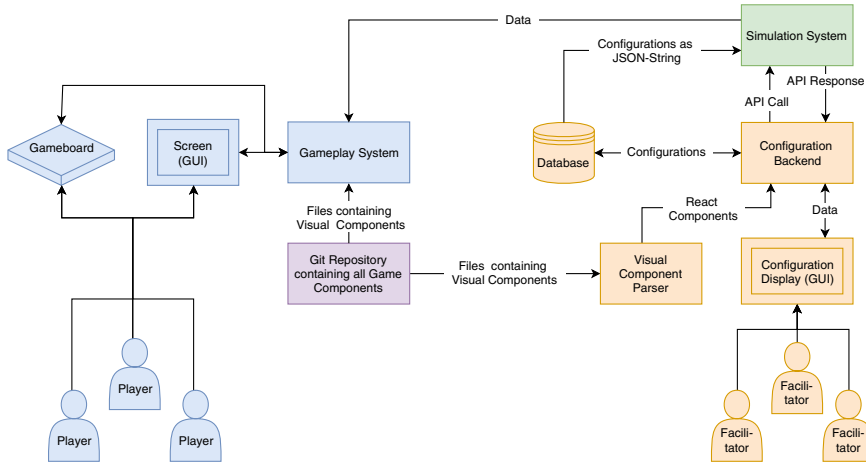 Data
Simulation System
Configurations as
JSON-String
API Response
API Call
Gameboard
Screen
(GUI)
Gameplay System
Database
Configurations
Configuration
Backend
Files containing
Visual Components
React
Components
Data
Git Repository
containing all Game
Components
Files containing
Visual Components
Visual
Component
Parser
Configuration
Display (GUI)
Player
Player
Player
Facili-
tator
Facili-
tator
Facili-
tator